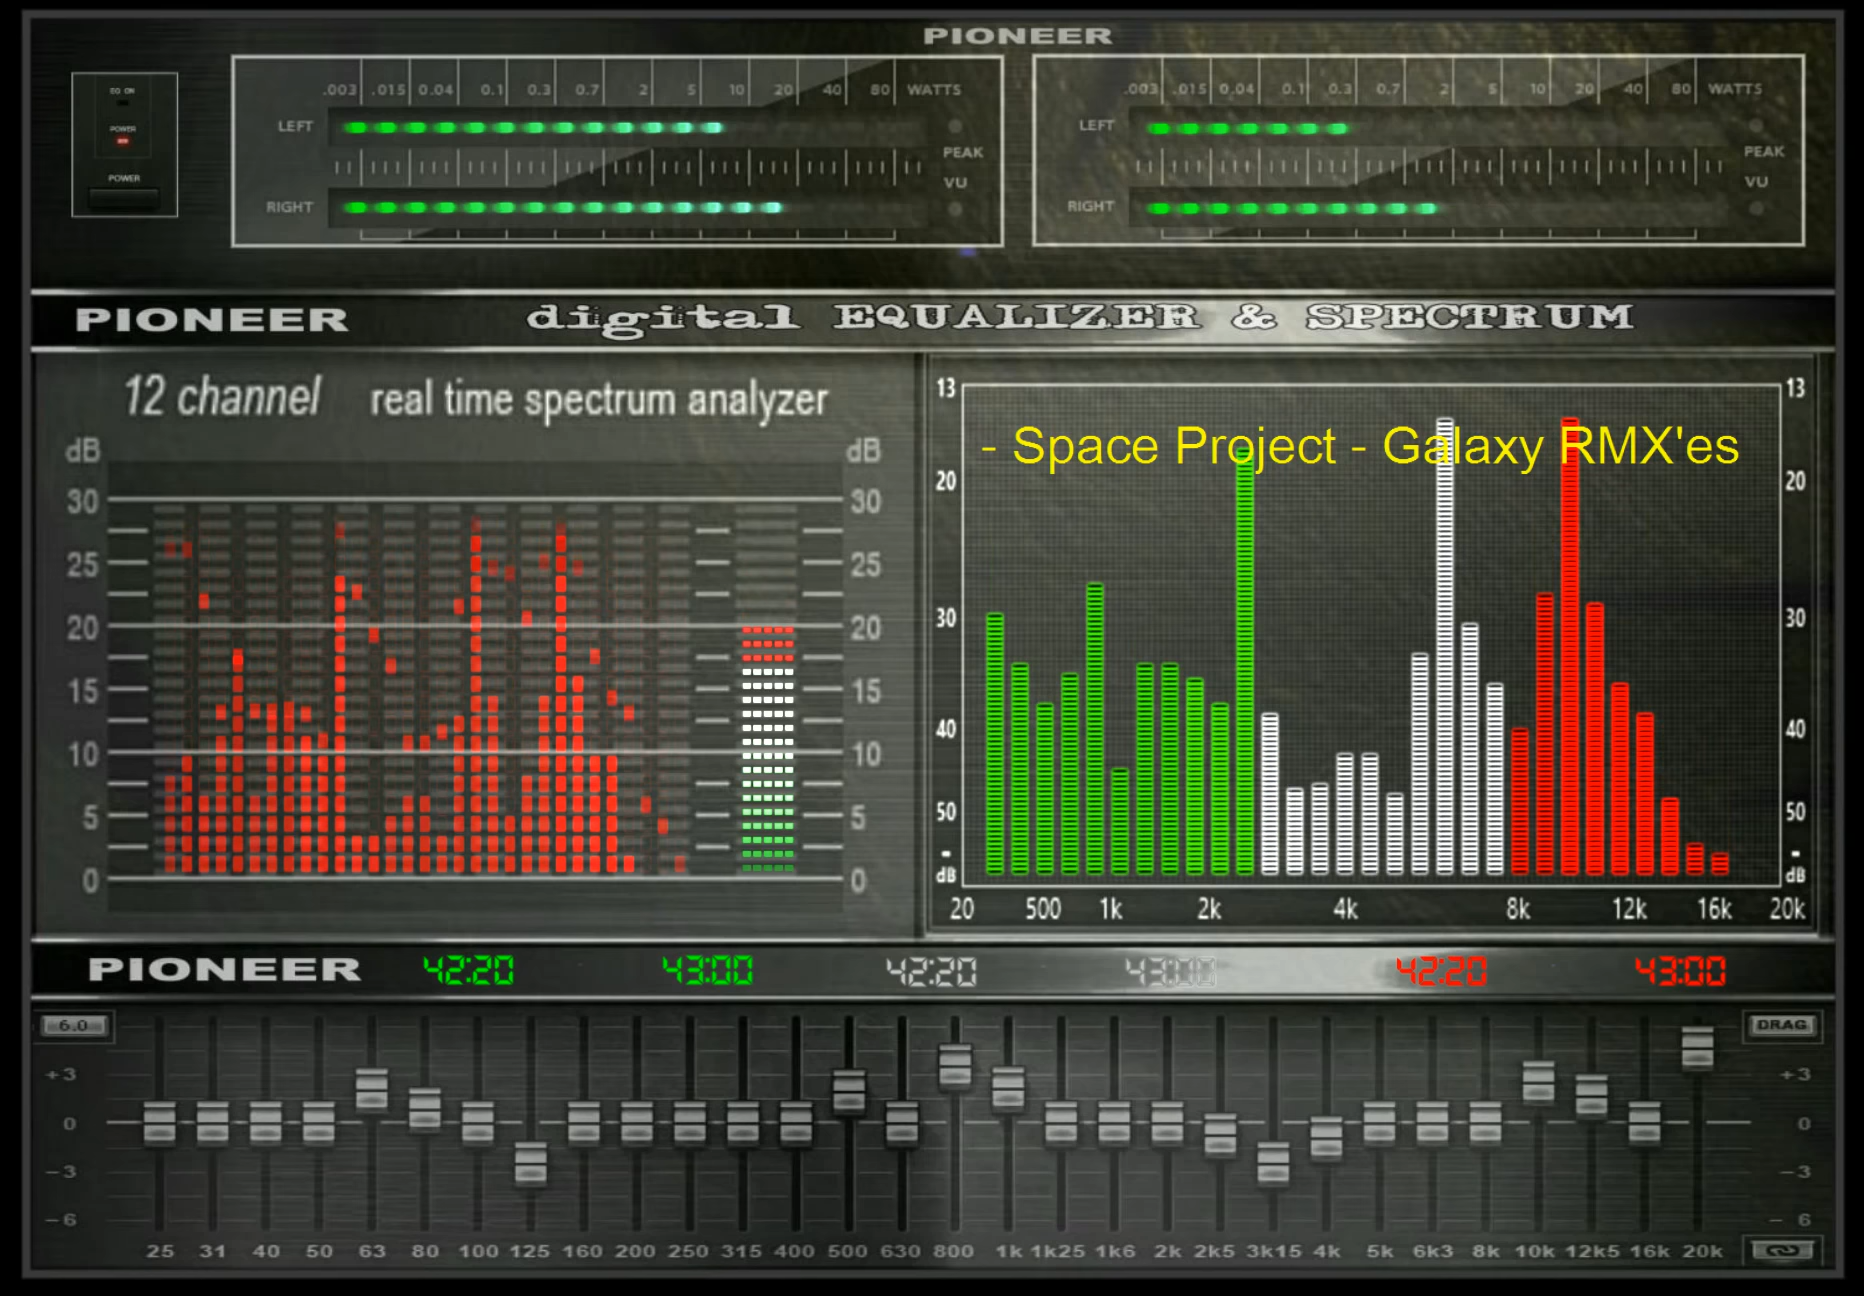 PIONEER
EQ ON
POWER
POWER
.003 .015 0.04 0.1 0.3 0.7 2 5 10 20 40 80 WATTS
LEFT
PEAK
VU
RIGHT
.003 .015 0.04 0.1 0.3 0.7 2 5 10 20 40 80 WATTS
LEFT
PEAK
VU
RIGHT
PIONEER digital EQUALIZER & SPECTRUM
12 channel real time spectrum analyzer
dB dB
30 30
25 25
20 20
15 15
10 10
5 5
0 0
13 13
- Space Project - Galaxy RMX'es
20 20
30 30
40 40
50 50
- -
dB dB
20 500 1k 2k 4k 8k 12k 16k 20k
PIONEER 42:20 43:00 42:20 43:00 42:20 43:00
6.0 DRAG
+3 +3
0 0
-3 -3
-6 - 6
25 31 40 50 63 80 100 125 160 200 250 315 400 500 630 800 1k 1k25 1k6 2k 2k5 3k15 4k 5k 6k3 8k 10k 12k5 16k 20k